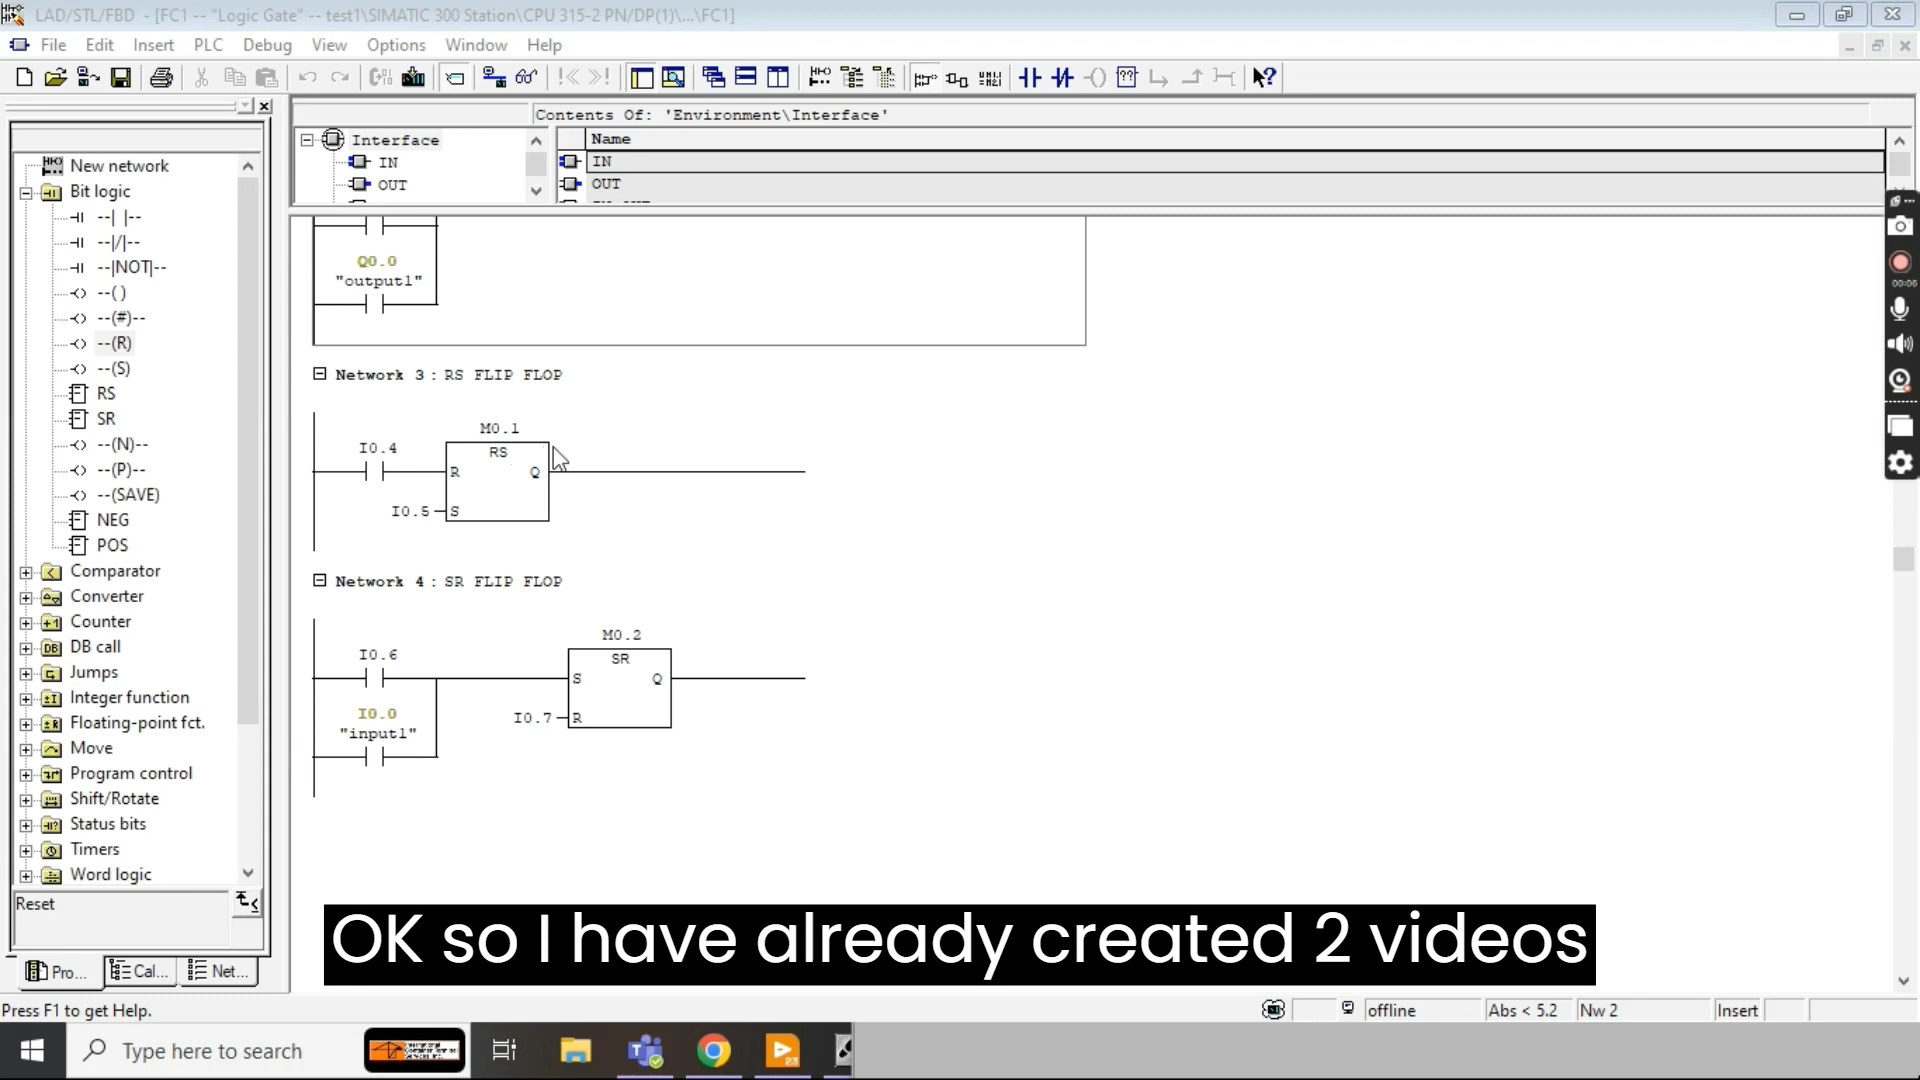 LAD/STL/FBD - [FC1 -- "Logic Gate" -- test1\SIMATIC 300 Station\CPU 315-2 PN/DP(1)\...\FC1]
File Edit Insert PLC Debug View Options Window Help
Contents Of: 'Environment\Interface'
Interface
IN
OUT
Name
IN
OUT
New network
Bit logic
--| |--
--|/|--
--|NOT|--
--( )
--(#)--
--(R)
--(S)
RS
SR
--(N)--
--(P)--
--(SAVE)
NEG
POS
Comparator
Converter
Counter
DB call
Jumps
Integer function
Floating-point fct.
Move
Program control
Shift/Rotate
Status bits
Timers
Word logic
Reset
Pro... Cal... Net...
Q0.0
"output1"
Network 3 : RS FLIP FLOP
M0.1
I0.4
RS
R Q
I0.5 S
Network 4 : SR FLIP FLOP
M0.2
I0.6
SR
S Q
I0.0
"input1"
I0.7 R
00:06
OK so I have already created 2 videos
Press F1 to get Help.
offline Abs < 5.2 Nw 2 Insert
Type here to search